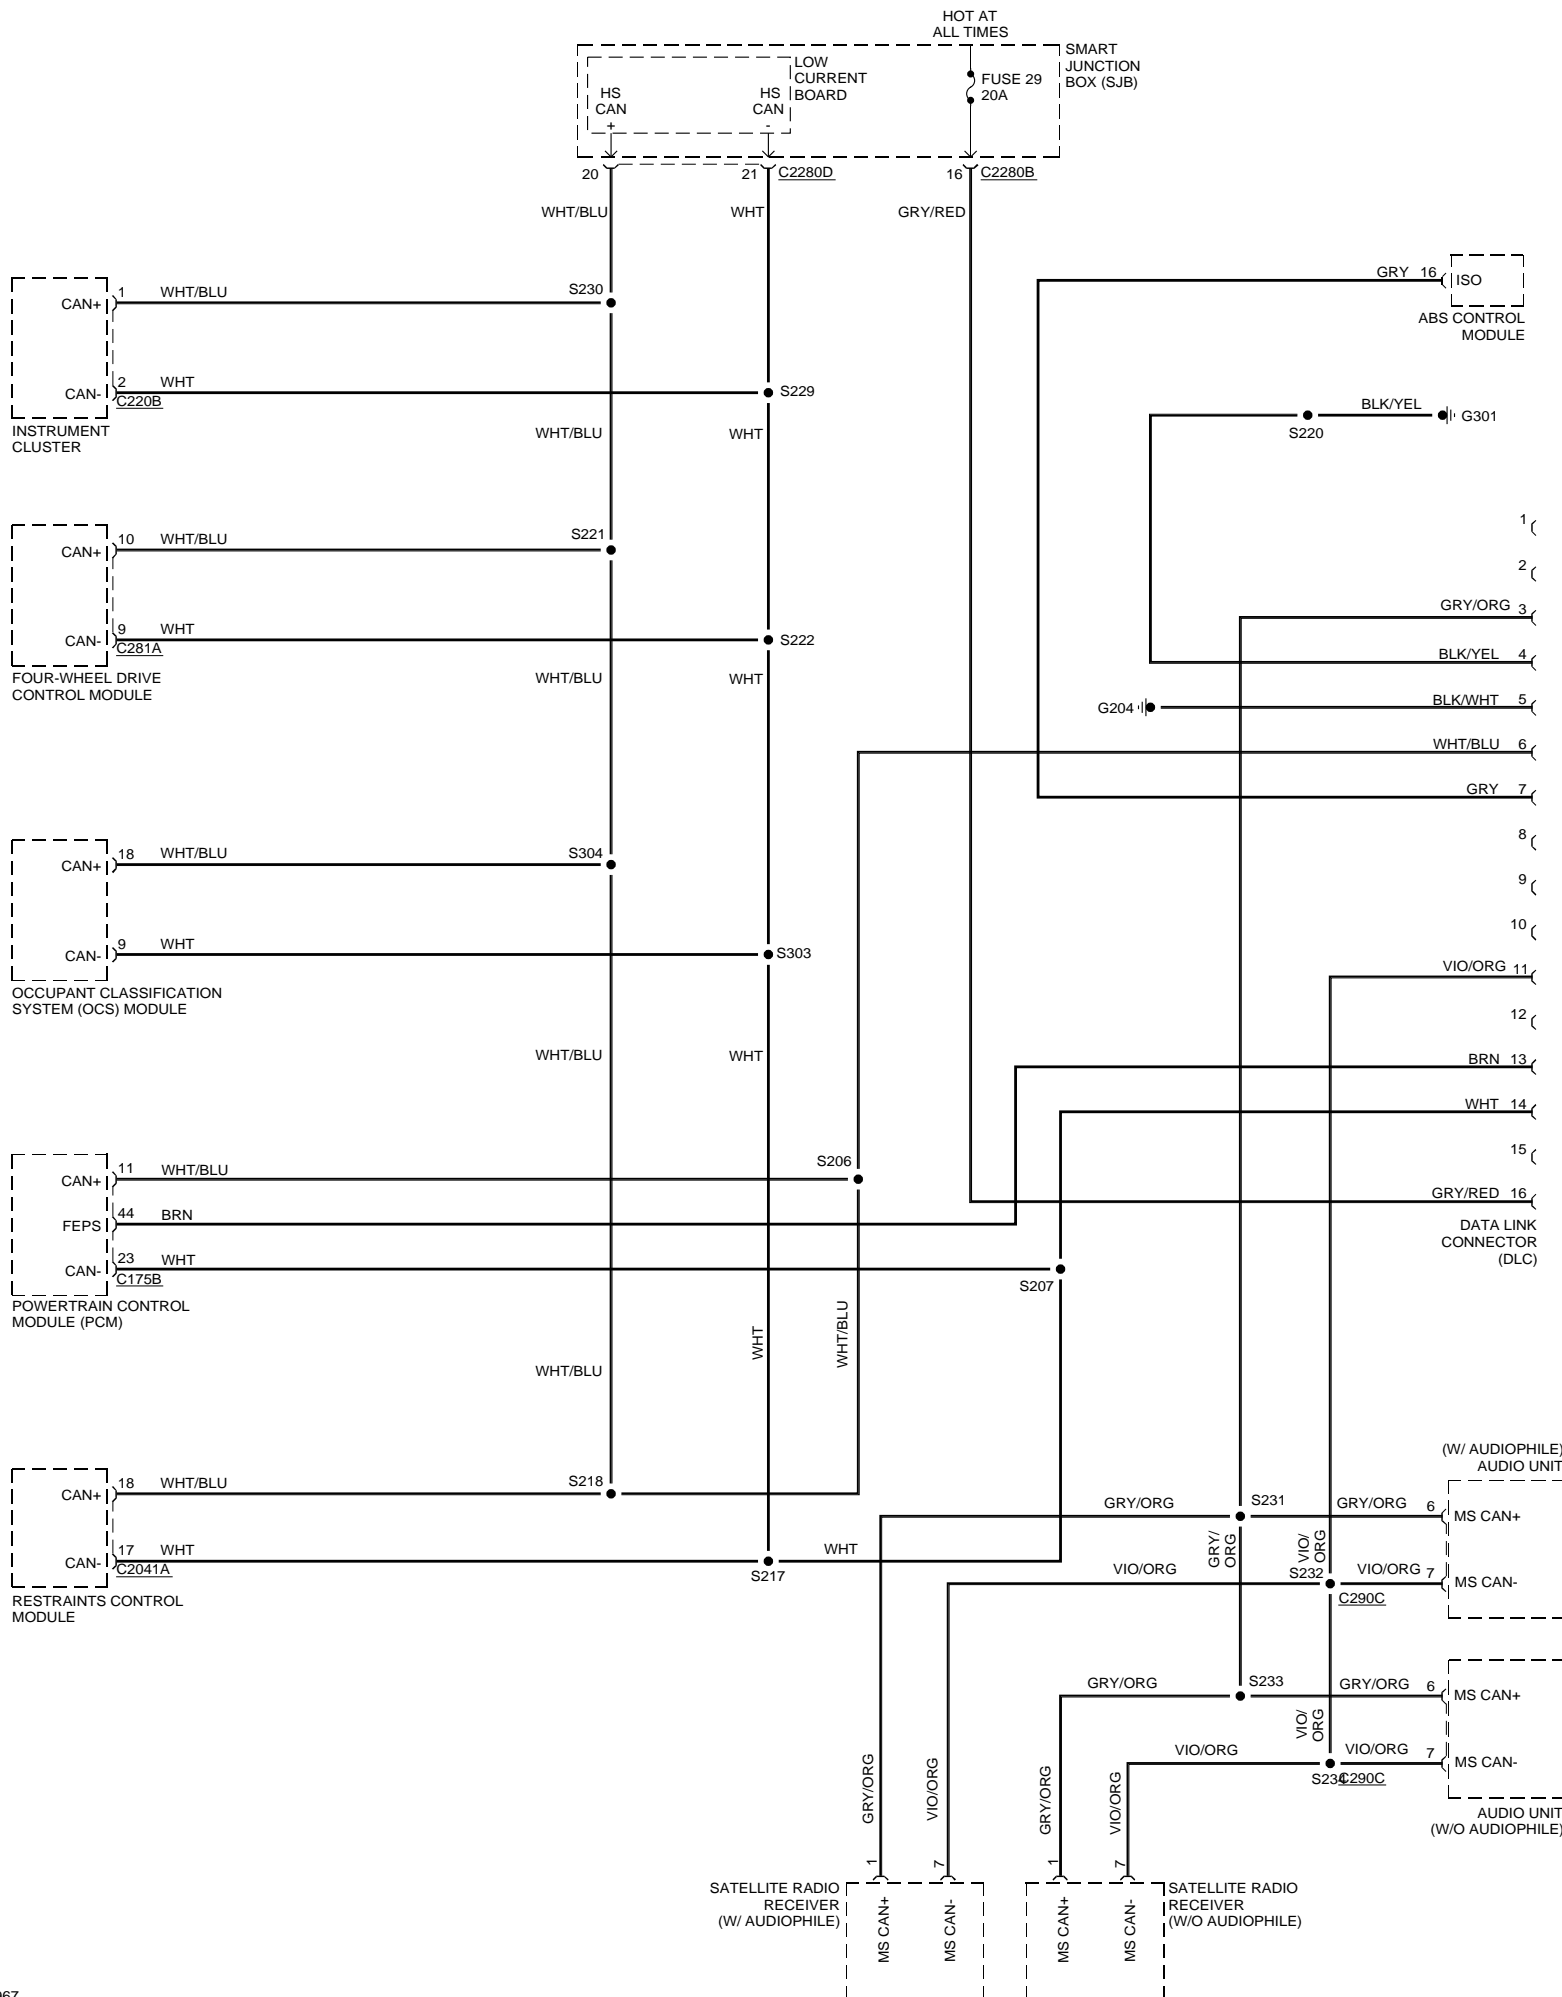 HOT AT
ALL TIMES
SMART
JUNCTION
BOX (SJB)
LOW
CURRENT
BOARD
HS
CAN
+
HS
CAN
-
FUSE 29
20A
20
21
C2280D
16
C2280B
WHT/BLU
WHT
GRY/RED
CAN+
1
WHT/BLU
S230
CAN-
2
WHT
C220B
S229
INSTRUMENT
CLUSTER
WHT/BLU
WHT
GRY
16
ISO
ABS CONTROL
MODULE
BLK/YEL
G301
S220
CAN+
10
WHT/BLU
S221
CAN-
9
WHT
C281A
S222
FOUR-WHEEL DRIVE
CONTROL MODULE
WHT/BLU
WHT
1
2
GRY/ORG 3
BLK/YEL 4
G204
BLK/WHT 5
WHT/BLU 6
GRY 7
8
9
10
VIO/ORG 11
12
BRN 13
WHT 14
15
GRY/RED 16
DATA LINK
CONNECTOR
(DLC)
CAN+
18
WHT/BLU
S304
CAN-
9
WHT
S303
OCCUPANT CLASSIFICATION
SYSTEM (OCS) MODULE
WHT/BLU
WHT
CAN+
11
WHT/BLU
S206
FEPS
44
BRN
CAN-
23
WHT
C175B
S207
POWERTRAIN CONTROL
MODULE (PCM)
WHT
WHT/BLU
WHT/BLU
CAN+
18
WHT/BLU
S218
CAN-
17
WHT
C2041A
S217
WHT
RESTRAINTS CONTROL
MODULE
(W/ AUDIOPHILE)
AUDIO UNIT
GRY/ORG
S231
GRY/ORG
6
MS CAN+
GRY/
ORG
VIO/
ORG
VIO/ORG
S232
VIO/ORG
7
MS CAN-
C290C
GRY/ORG
S233
GRY/ORG
6
MS CAN+
VIO/
ORG
VIO/ORG
VIO/ORG
7
MS CAN-
S234
C290C
AUDIO UNIT
(W/O AUDIOPHILE)
GRY/ORG
VIO/ORG
GRY/ORG
VIO/ORG
1
7
1
7
SATELLITE RADIO
RECEIVER
(W/ AUDIOPHILE)
MS CAN+
MS CAN-
MS CAN+
MS CAN-
SATELLITE RADIO
RECEIVER
(W/O AUDIOPHILE)